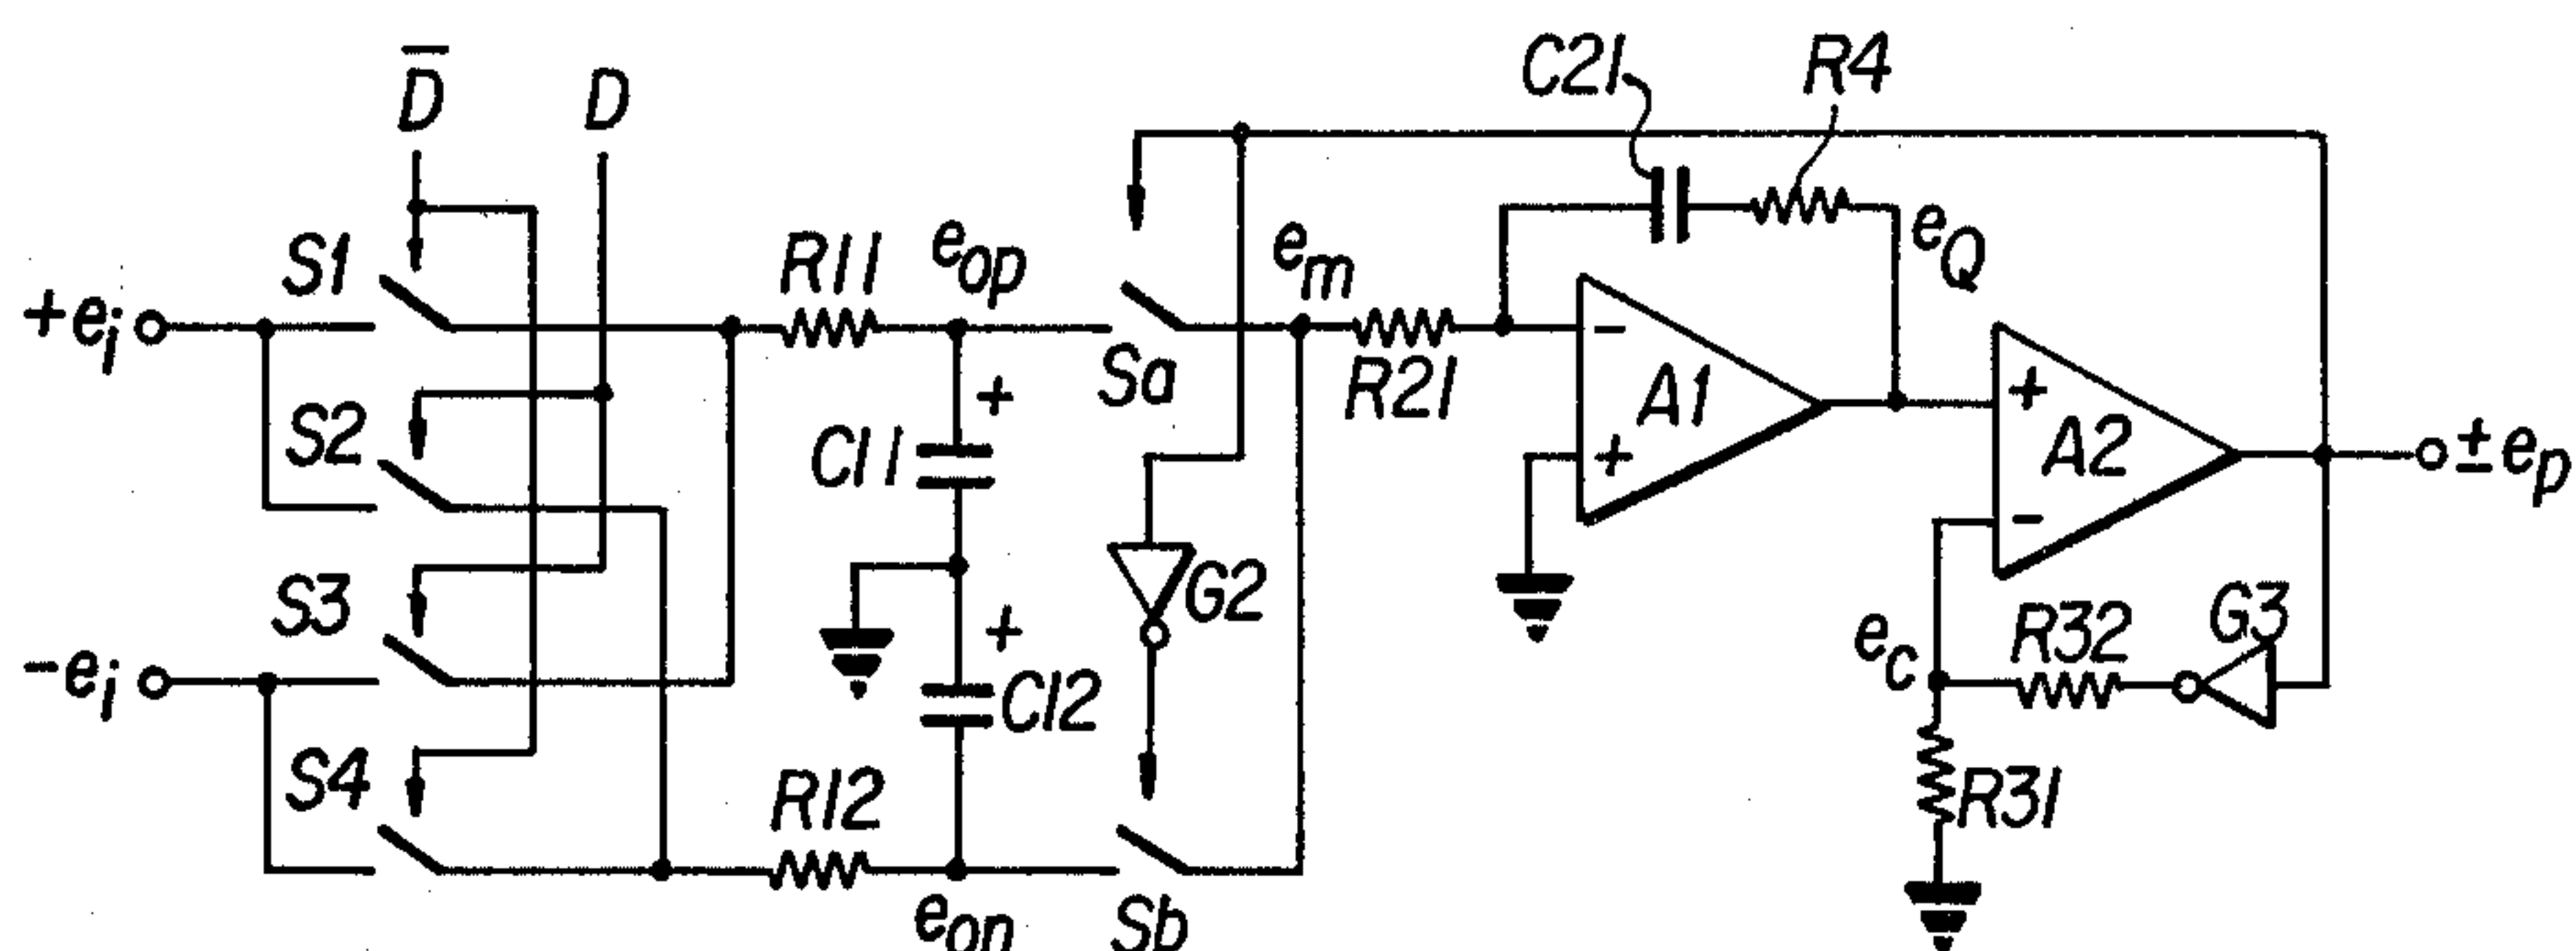 D̅
D
C21
R4
S1
R11
e_op
e_m
e_Q
+e_i
Sa
R21
A1
-
+
S2
+
C11
A2
+
-
±e_p
S3
G2
G3
R32
e_c
-e_i
+
C12
S4
R12
R31
e_on
Sb